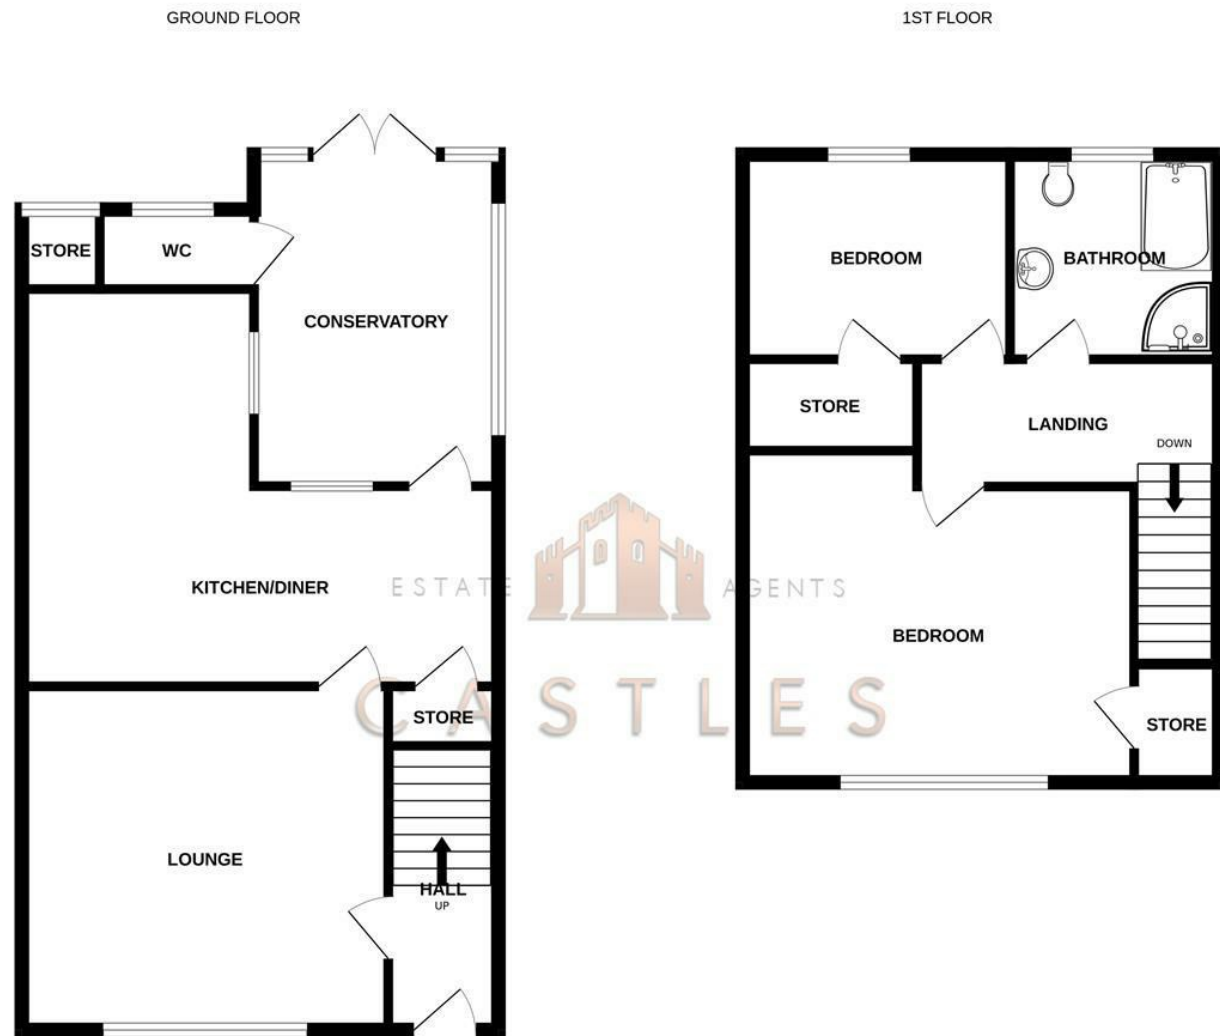 GROUND FLOOR
STORE
WC
CONSERVATORY
KITCHEN/DINER
STORE
LOUNGE
HALL
UP
1ST FLOOR
BEDROOM
BATHROOM
STORE
LANDING
DOWN
BEDROOM
STORE
ESTATE AGENTS
CASTLES